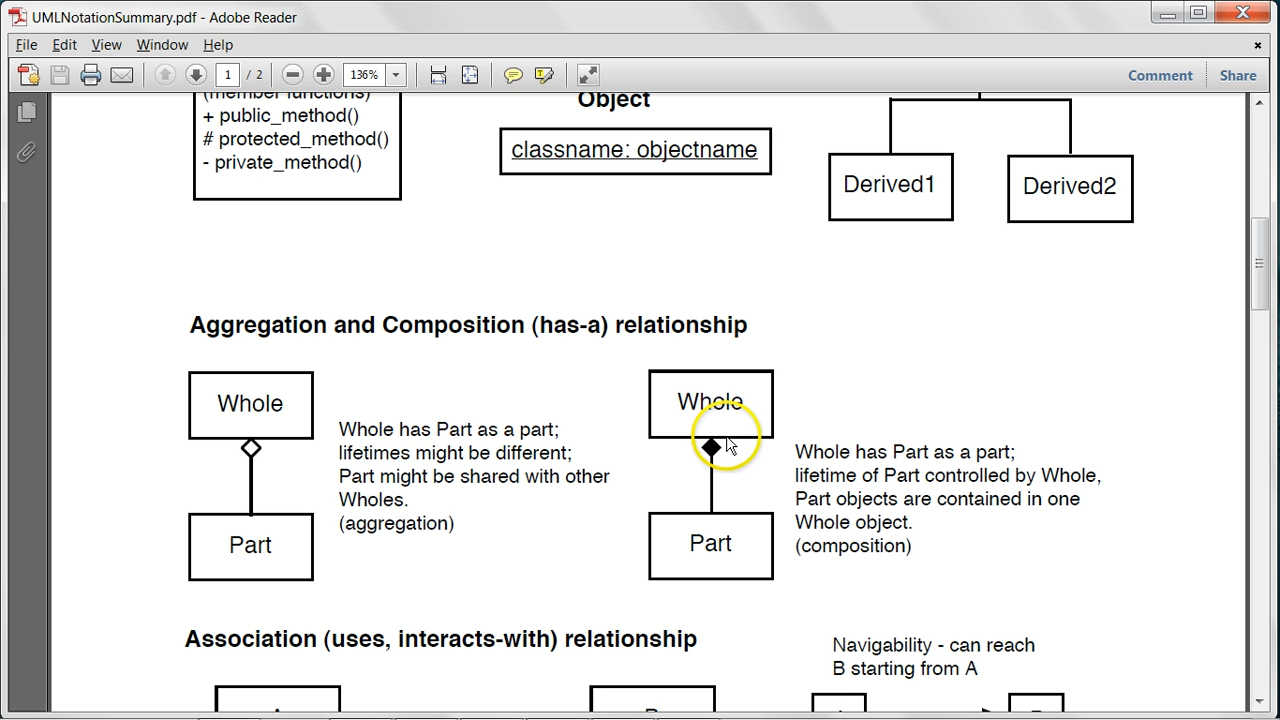 UMLNotationSummary.pdf - Adobe Reader
File Edit View Window Help
1 / 2 136% Comment Share
(member functions)
+ public_method()
# protected_method()
- private_method()
Object
classname: objectname
Derived1
Derived2
Aggregation and Composition (has-a) relationship
Whole
Whole has Part as a part;
lifetimes might be different;
Part might be shared with other
Wholes.
(aggregation)
Part
Whole
Whole has Part as a part;
lifetime of Part controlled by Whole,
Part objects are contained in one
Whole object.
(composition)
Part
Association (uses, interacts-with) relationship
Navigability - can reach
B starting from A